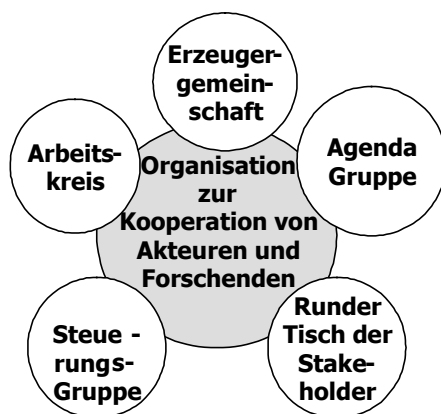 Erzeuger-
gemein-
schaft
Arbeits-
kreis
Agenda
Gruppe
Organisation
zur
Kooperation von
Akteuren und
Forschenden
Steue -
rungs-
Gruppe
Runder
Tisch der
Stake-
holder